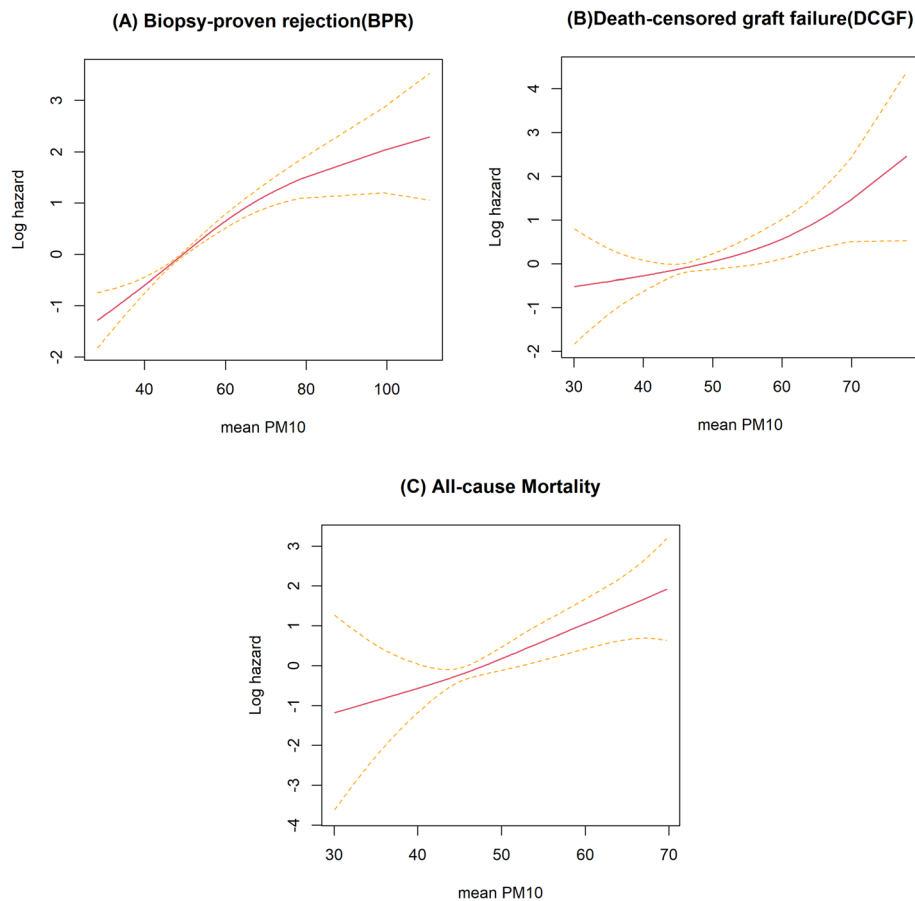 (A) Biopsy-proven rejection(BPR)
Log hazard
3
2
1
0
-1
-2
40 60 80 100
mean PM10
(B)Death-censored graft failure(DCGF)
Log hazard
4
3
2
1
0
-1
-2
30 40 50 60 70
mean PM10
(C) All-cause Mortality
Log hazard
3
2
1
0
-1
-2
-3
-4
30 40 50 60 70
mean PM10